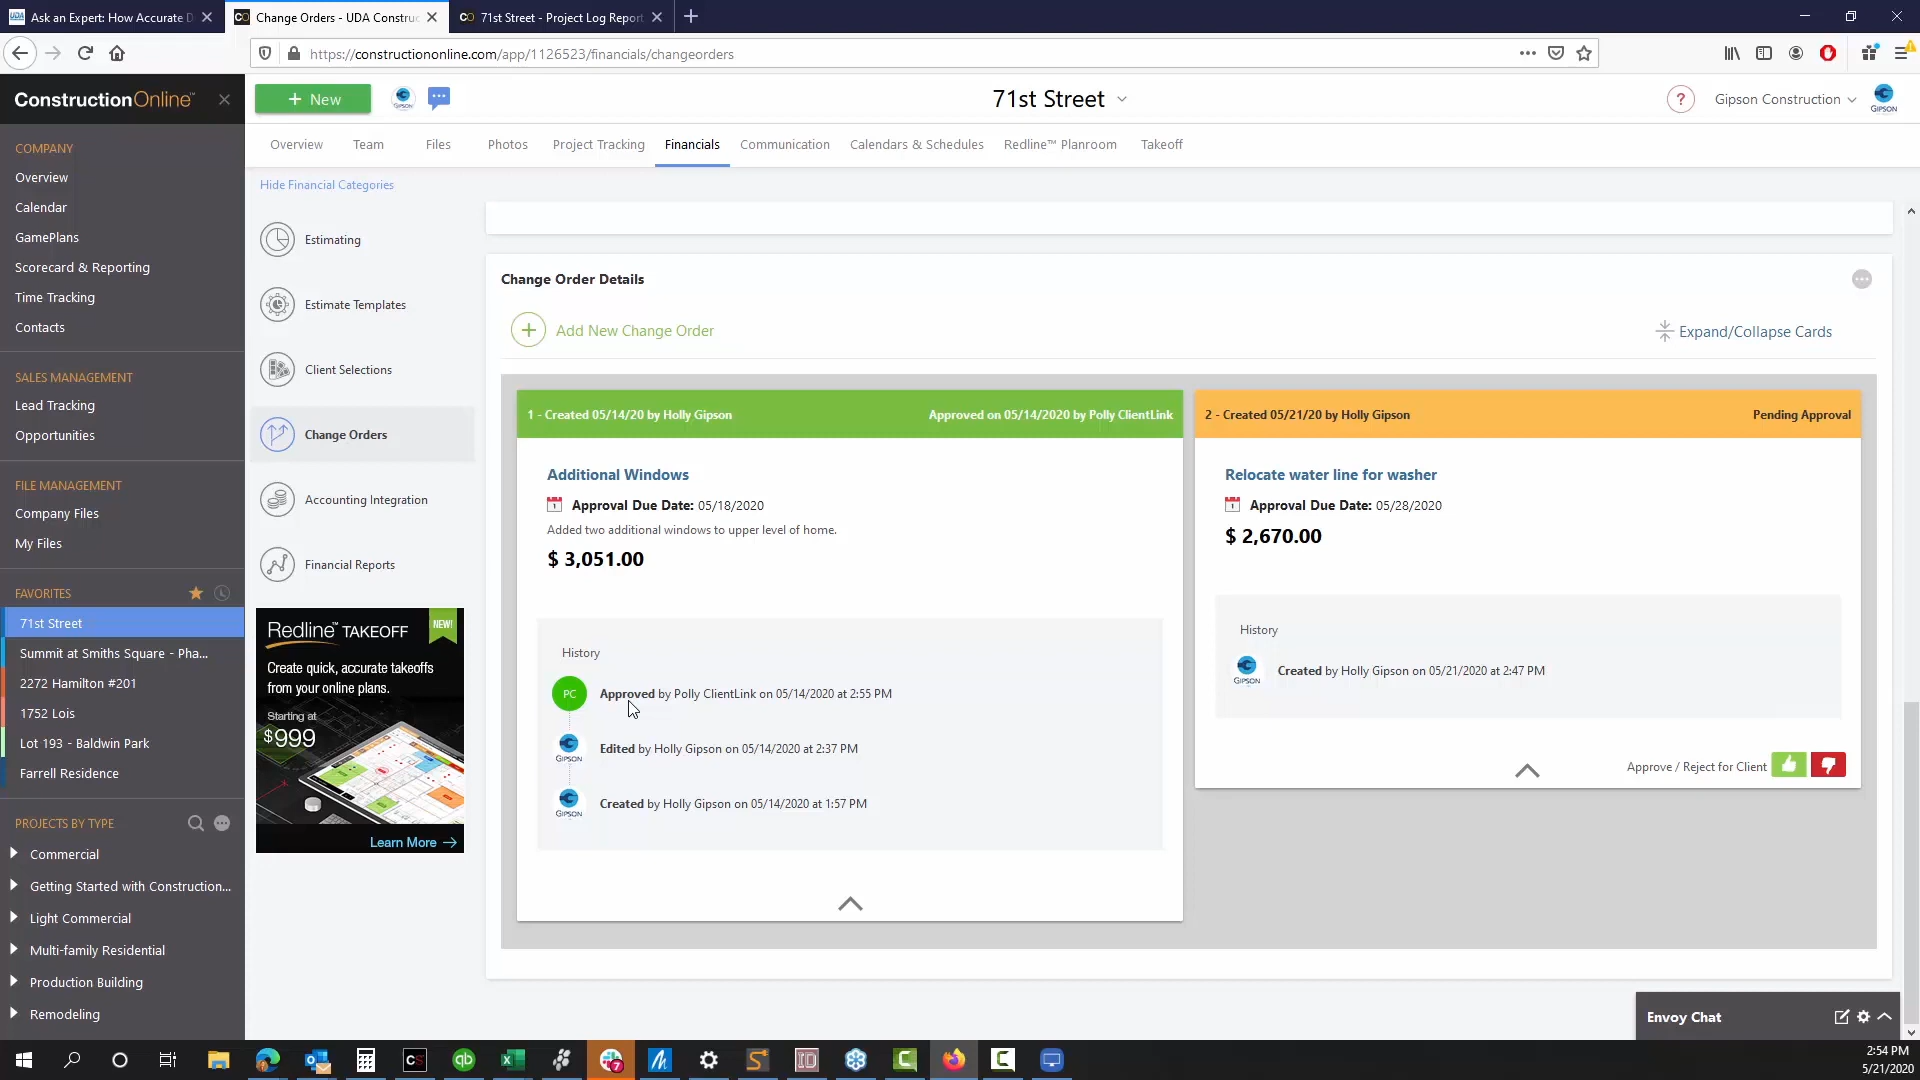 Ask an Expert: How Accurate D
Change Orders - UDA Construc
71st Street - Project Log Report
https://constructiononline.com/app/1126523/financials/changeorders
ConstructionOnline™
+ New
71st Street
?
Gipson Construction
GIPSON
Overview
Team
Files
Photos
Project Tracking
Financials
Communication
Calendars & Schedules
Redline™ Planroom
Takeoff
COMPANY
Overview
Calendar
GamePlans
Scorecard & Reporting
Time Tracking
Contacts
SALES MANAGEMENT
Lead Tracking
Opportunities
FILE MANAGEMENT
Company Files
My Files
FAVORITES
71st Street
Summit at Smiths Square - Pha...
2272 Hamilton #201
1752 Lois
Lot 193 - Baldwin Park
Farrell Residence
PROJECTS BY TYPE
Commercial
Getting Started with Construction...
Light Commercial
Multi-family Residential
Production Building
Remodeling
Hide Financial Categories
Estimating
Estimate Templates
Client Selections
Change Orders
Accounting Integration
Financial Reports
Redline™ TAKEOFF
NEW!
Create quick, accurate takeoffs
from your online plans.
Starting at
$999
Learn More →
Change Order Details
Add New Change Order
Expand/Collapse Cards
1 - Created 05/14/20 by Holly Gipson
Approved on 05/14/2020 by Polly ClientLink
Additional Windows
Approval Due Date: 05/18/2020
Added two additional windows to upper level of home.
$ 3,051.00
History
PC
Approved by Polly ClientLink on 05/14/2020 at 2:55 PM
GIPSON
Edited by Holly Gipson on 05/14/2020 at 2:37 PM
GIPSON
Created by Holly Gipson on 05/14/2020 at 1:57 PM
2 - Created 05/21/20 by Holly Gipson
Pending Approval
Relocate water line for washer
Approval Due Date: 05/28/2020
$ 2,670.00
History
GIPSON
Created by Holly Gipson on 05/21/2020 at 2:47 PM
Approve / Reject for Client
Envoy Chat
2:54 PM
5/21/2020